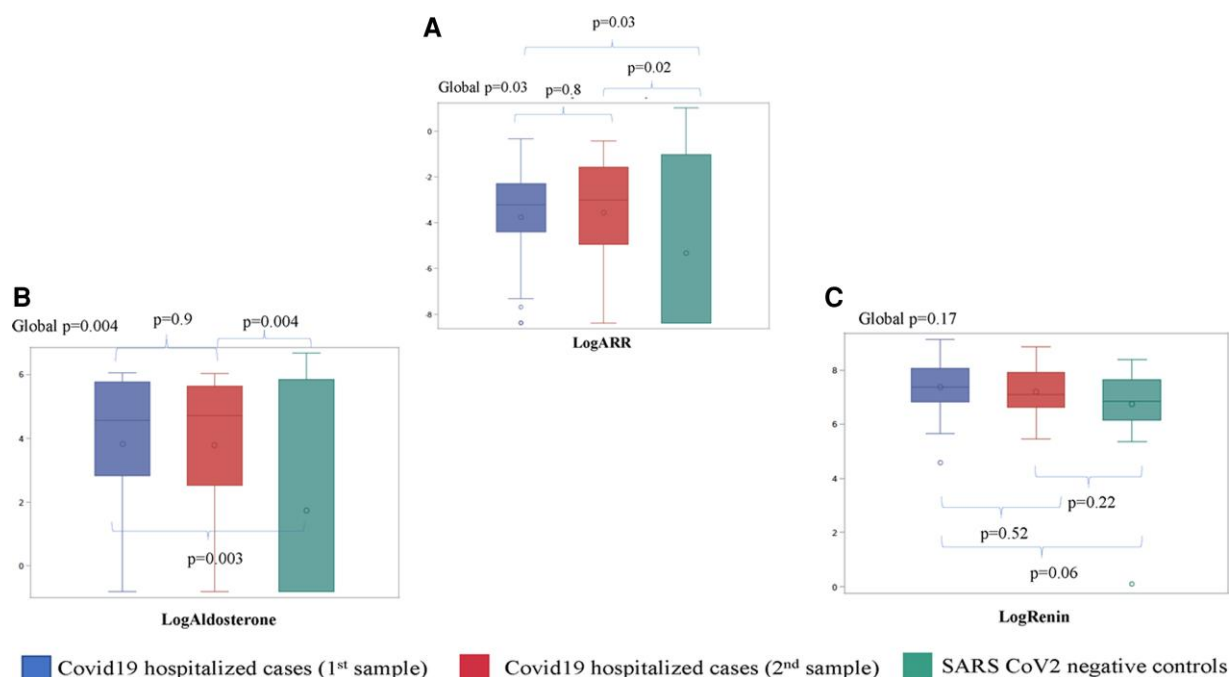 A
p=0.03
p=0.02
Global p=0.03
p=0.8
0
-2
-4
-6
-8
LogARR
B
Global p=0.004
p=0.9
p=0.004
6
4
2
0
p=0.003
LogAldosterone
C
Global p=0.17
8
6
4
2
0
p=0.22
p=0.52
p=0.06
LogRenin
Covid19 hospitalized cases (1st sample)
Covid19 hospitalized cases (2nd sample)
SARS CoV2 negative controls